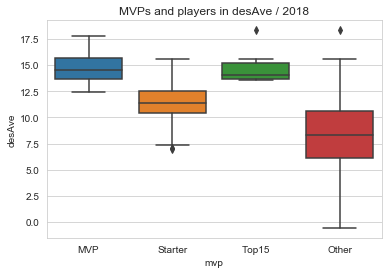 MVPs and players in desAve / 2018
17.5
15.0
12.5
10.0
7.5
5.0
2.5
0.0
desAve
MVP Starter Top15 Other
mvp